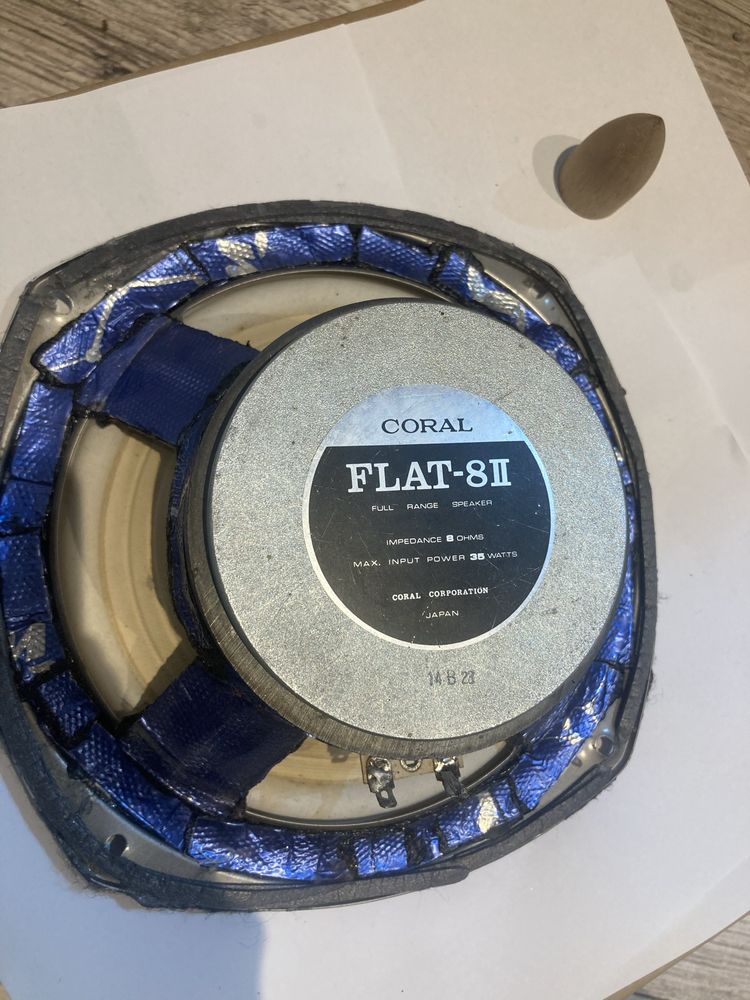 CORAL
FLAT-8II
FULL RANGE SPEAKER
IMPEDANCE 8 OHMS
MAX. INPUT POWER 35 WATTS
CORAL CORPORATION
JAPAN
14 B 23